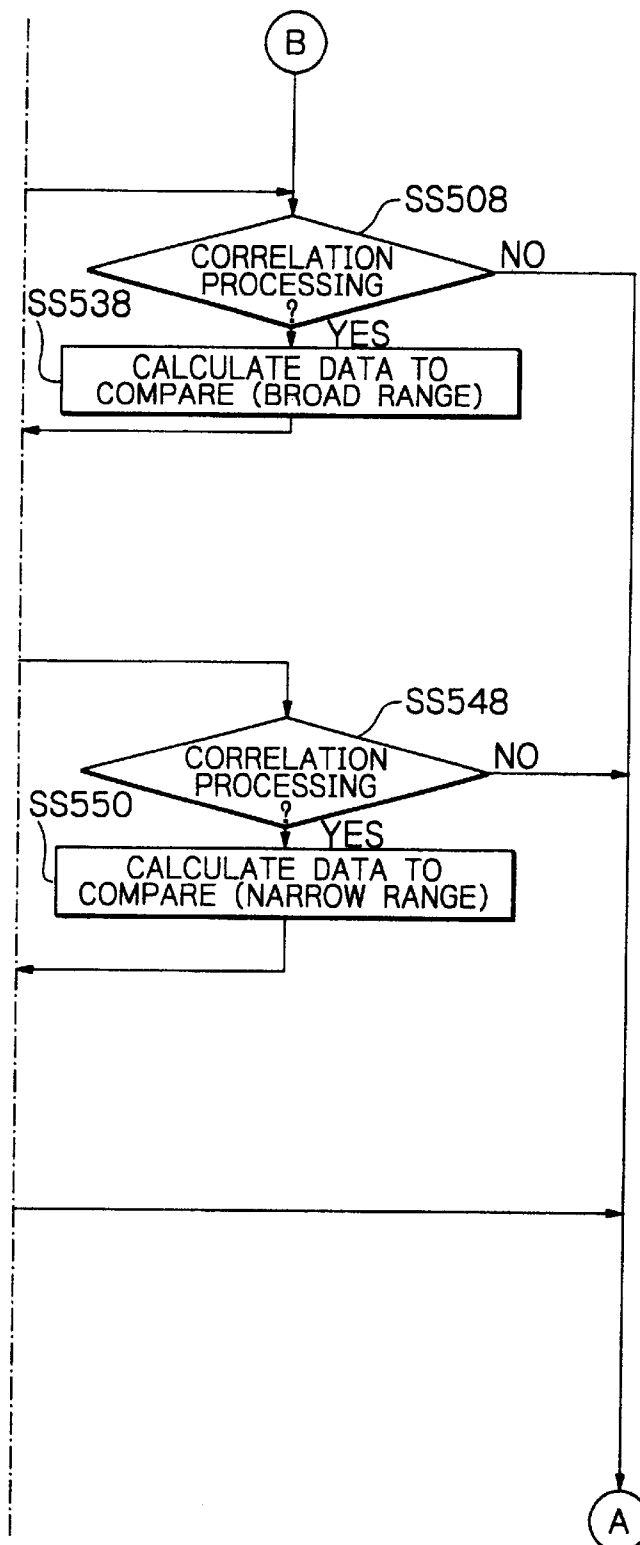 B
SS508
CORRELATION
PROCESSING
?
NO
YES
SS538
CALCULATE DATA TO
COMPARE (BROAD RANGE)
SS548
CORRELATION
PROCESSING
?
NO
YES
SS550
CALCULATE DATA TO
COMPARE (NARROW RANGE)
A